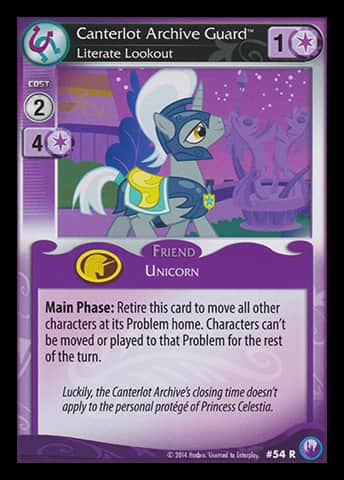 Canterlot Archive Guard™
Literate Lookout
1
COST
2
4
FRIEND
UNICORN
Main Phase: Retire this card to move all other
characters at its Problem home. Characters can't
be moved or played to that Problem for the rest
of the turn.
Luckily, the Canterlot Archive's closing time doesn't
apply to the personal protégé of Princess Celestia.
© 2014 Hasbro. Licensed to Enterplay.
#54 R